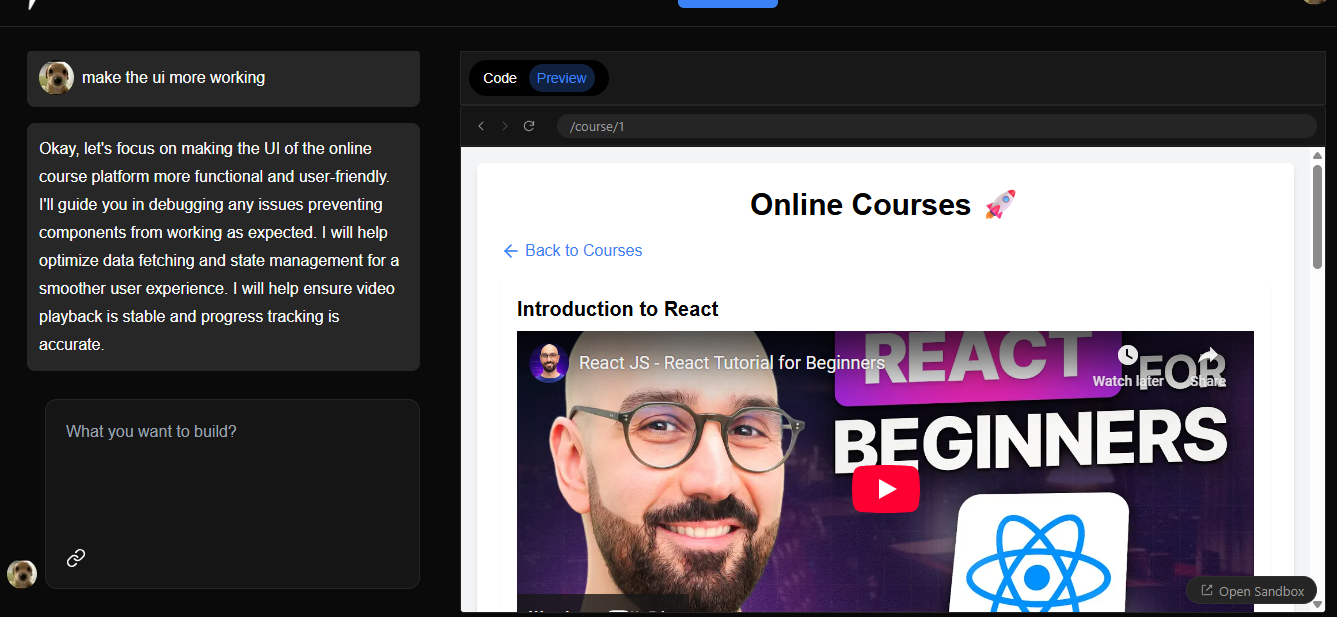 make the ui more working
Okay, let's focus on making the UI of the online
course platform more functional and user-friendly.
I'll guide you in debugging any issues preventing
components from working as expected. I will help
optimize data fetching and state management for a
smoother user experience. I will help ensure video
playback is stable and progress tracking is
accurate.
What you want to build?
Code
Preview
/course/1
Online Courses 🚀
Back to Courses
Introduction to React
React JS - React Tutorial for Beginners
Watch later
Share
REACT
FOR
BEGINNERS
Open Sandbox